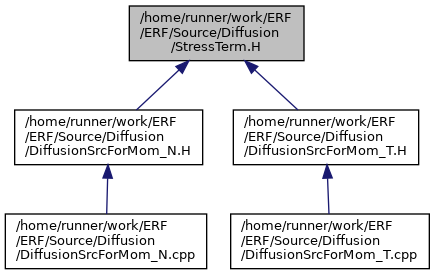 /home/runner/work/ERF
/ERF/Source/Diffusion
/StressTerm.H
/home/runner/work/ERF
/ERF/Source/Diffusion
/DiffusionSrcForMom_N.H
/home/runner/work/ERF
/ERF/Source/Diffusion
/DiffusionSrcForMom_T.H
/home/runner/work/ERF
/ERF/Source/Diffusion
/DiffusionSrcForMom_N.cpp
/home/runner/work/ERF
/ERF/Source/Diffusion
/DiffusionSrcForMom_T.cpp